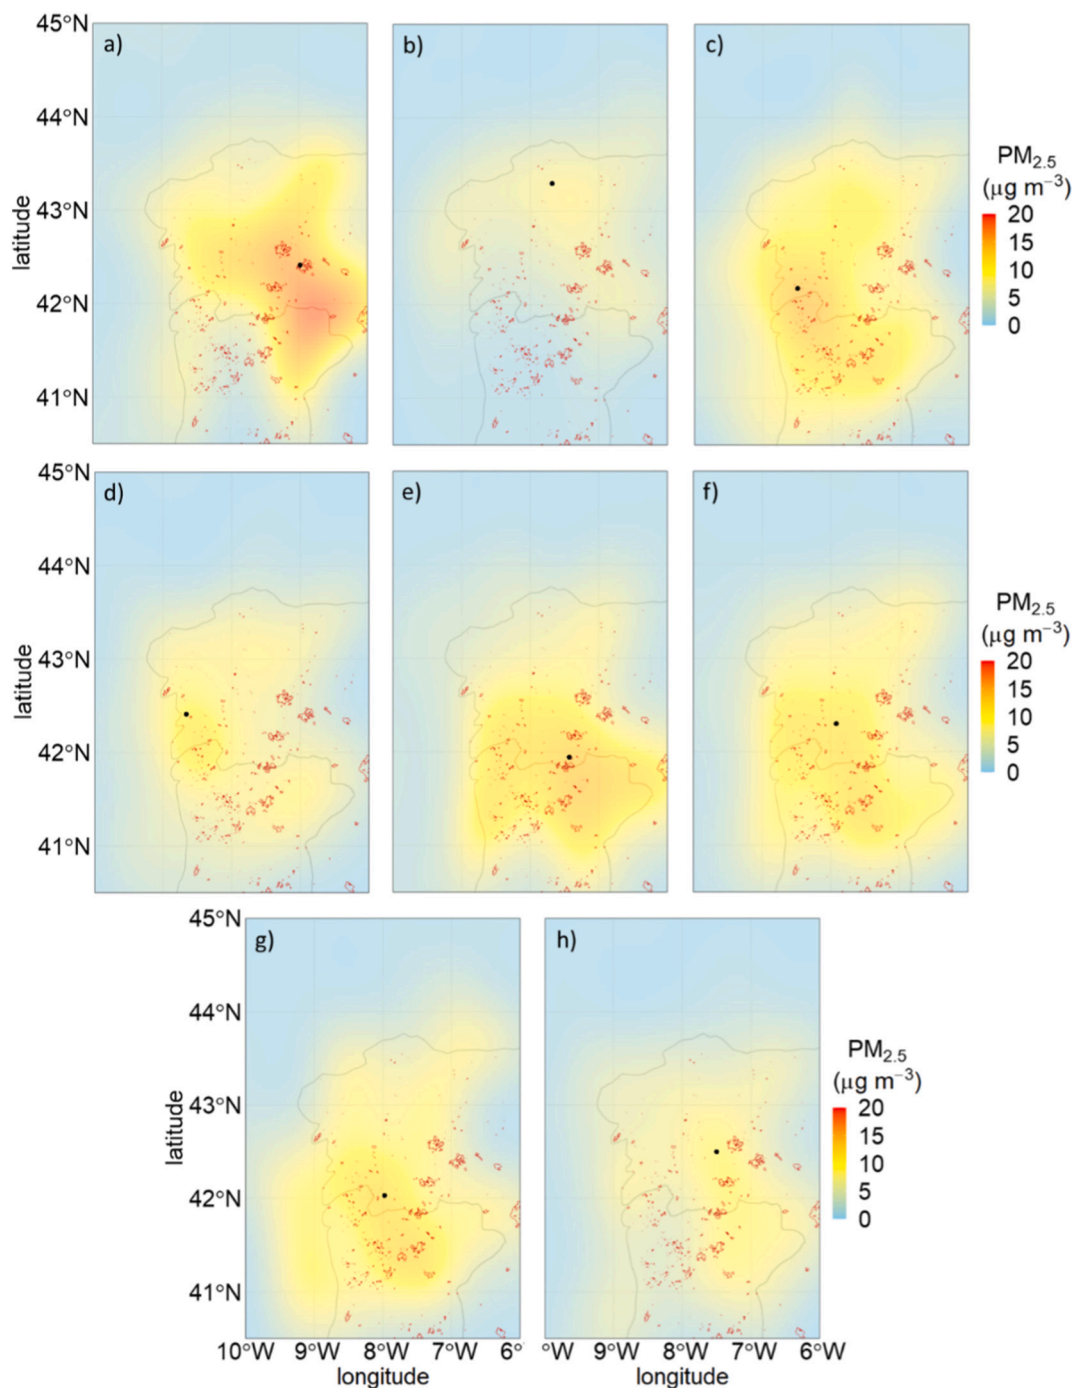 45°N
a)
b)
c)
44°N
43°N
42°N
41°N
latitude
PM2.5
(μg m−3)
20
15
10
5
0
45°N
d)
e)
f)
44°N
43°N
42°N
41°N
latitude
PM2.5
(μg m−3)
20
15
10
5
0
45°N
g)
h)
44°N
43°N
42°N
41°N
latitude
PM2.5
(μg m−3)
20
15
10
5
0
10°W 9°W 8°W 7°W 6° °W 9°W 8°W 7°W 6°W
longitude longitude